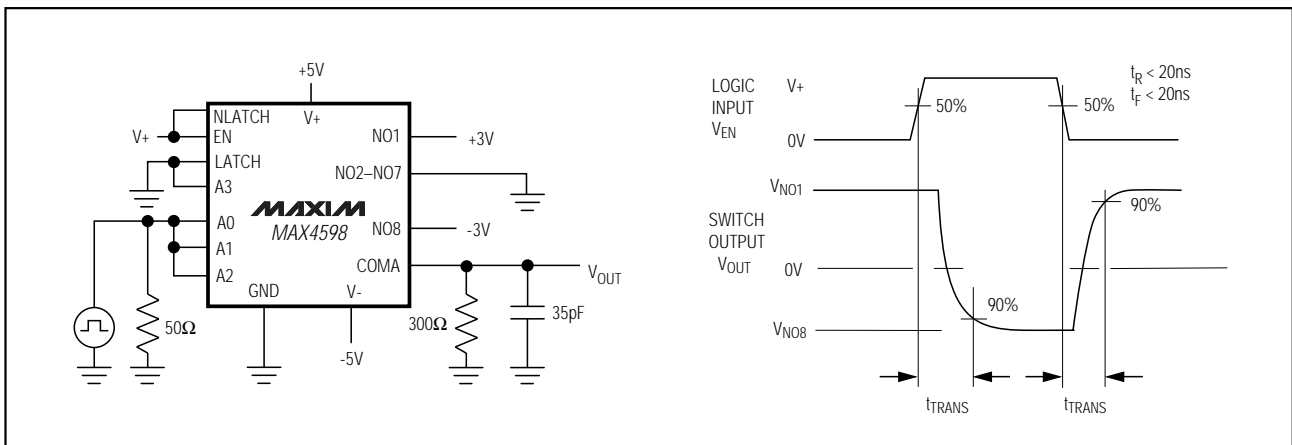 +5V
NLATCH
V+
V+
EN
NO1
+3V
LATCH
NO2–NO7
A3
MAXIM
MAX4598
A0
NO8
-3V
A1
A2
COMA
VOUT
GND
V-
50Ω
300Ω
35pF
-5V
LOGIC
INPUT
VEN
V+
0V
50%
50%
tR < 20ns
tF < 20ns
VNO1
SWITCH
OUTPUT
VOUT
0V
VNO8
90%
90%
tTRANS
tTRANS